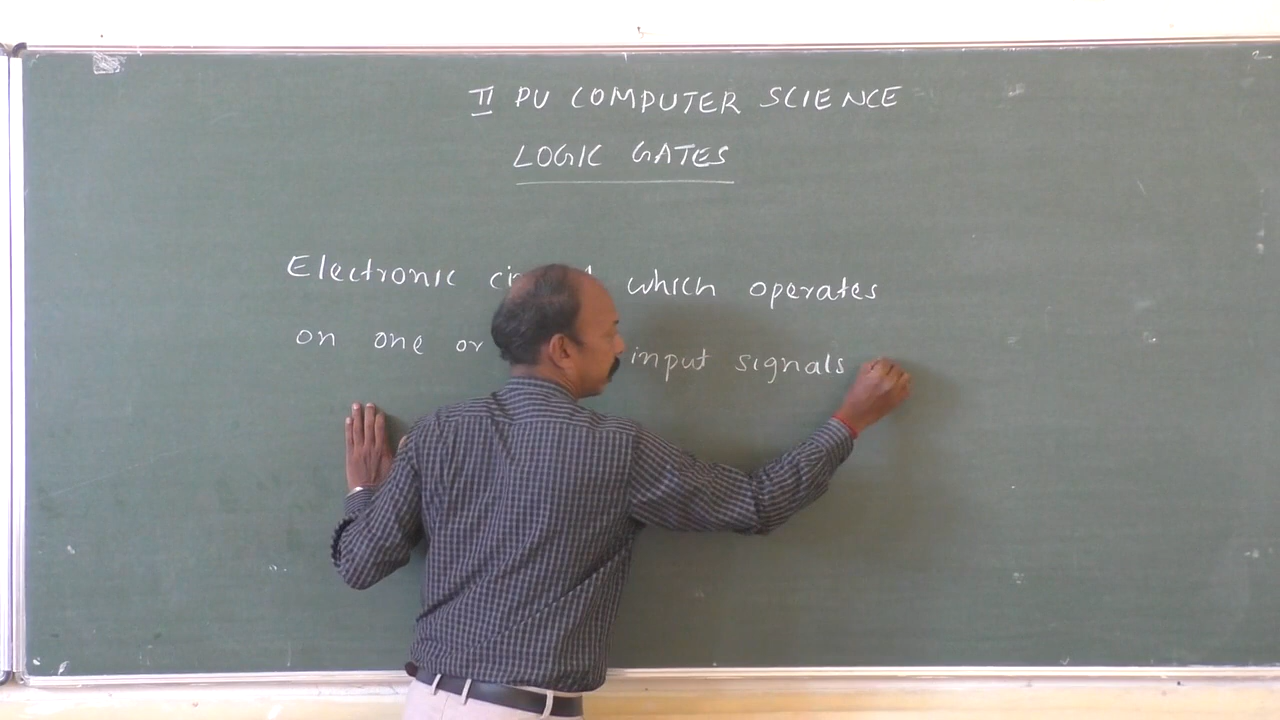 II PU COMPUTER SCIENCE
LOGIC GATES
Electronic which operates
on one or input signals